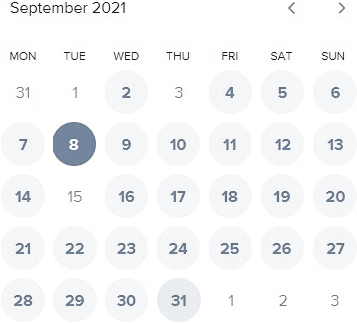 September 2021
MON TUE WED THU FRI SAT SUN
31 1 2 3 4 5 6
7 8 9 10 11 12 13
14 15 16 17 18 19 20
21 22 23 24 25 26 27
28 29 30 31 1 2 3